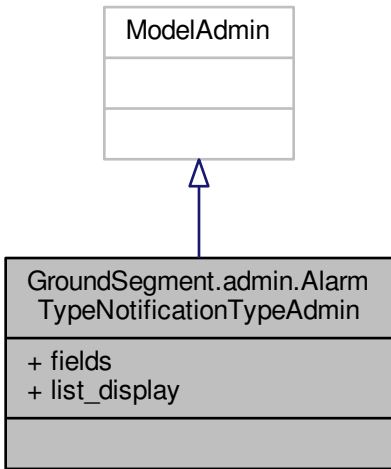 ModelAdmin
GroundSegment.admin.Alarm
TypeNotificationTypeAdmin
+ fields
+ list_display